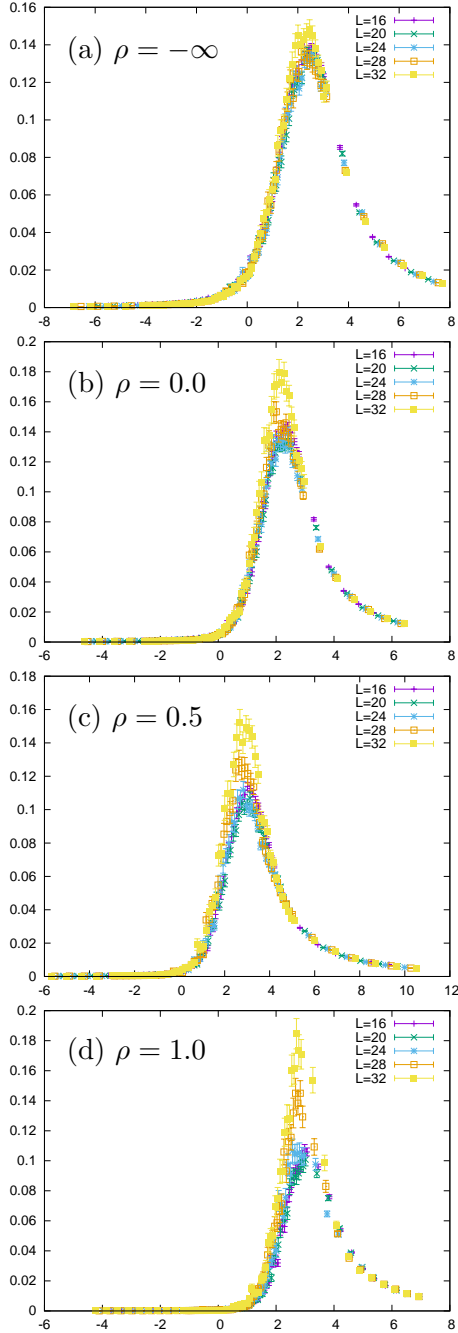 0.16
0.14
0.12
0.1
0.08
0.06
0.04
0.02
0
-8 -6 -4 -2 0 2 4 6 8
(a) ρ = −∞
L=16
L=20
L=24
L=28
L=32
0.2
0.18
0.16
0.14
0.12
0.1
0.08
0.06
0.04
0.02
0
-6 -4 -2 0 2 4 6 8
(b) ρ = 0.0
L=16
L=20
L=24
L=28
L=32
0.18
0.16
0.14
0.12
0.1
0.08
0.06
0.04
0.02
0
-6 -4 -2 0 2 4 6 8 10 12
(c) ρ = 0.5
L=16
L=20
L=24
L=28
L=32
0.2
0.18
0.16
0.14
0.12
0.1
0.08
0.06
0.04
0.02
0
-6 -4 -2 0 2 4 6 8
(d) ρ = 1.0
L=16
L=20
L=24
L=28
L=32